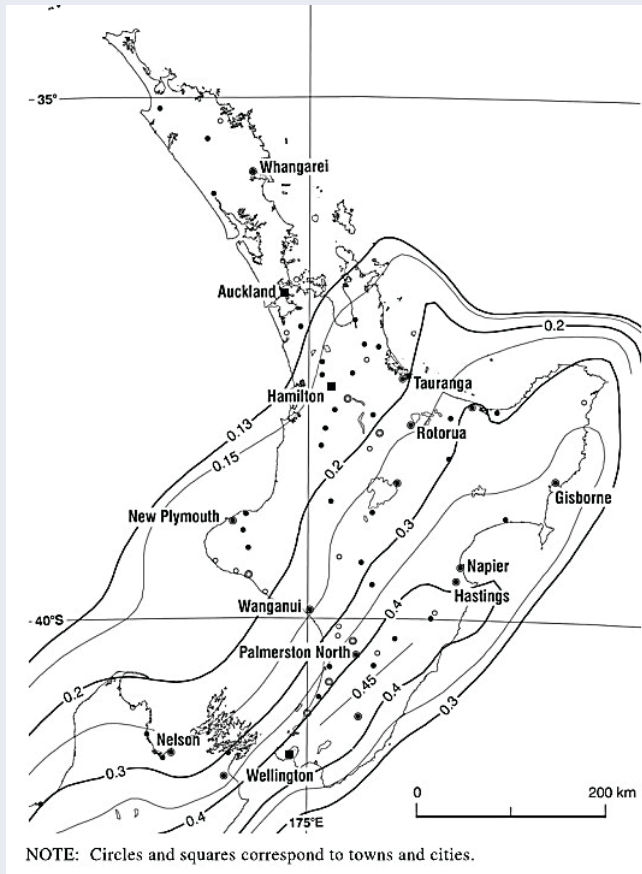 35°
Whangarei
Auckland
0.2
Tauranga
Hamilton
0.13
Rotorua
0.15
0.2
Gisborne
New Plymouth
0.3
Napier
Hastings
Wanganui
0.4
40°S
Palmerston North
0.45
0.4
0.2
0.3
Nelson
0.3
Wellington
0 200 km
0.4
175°E
NOTE: Circles and squares correspond to towns and cities.